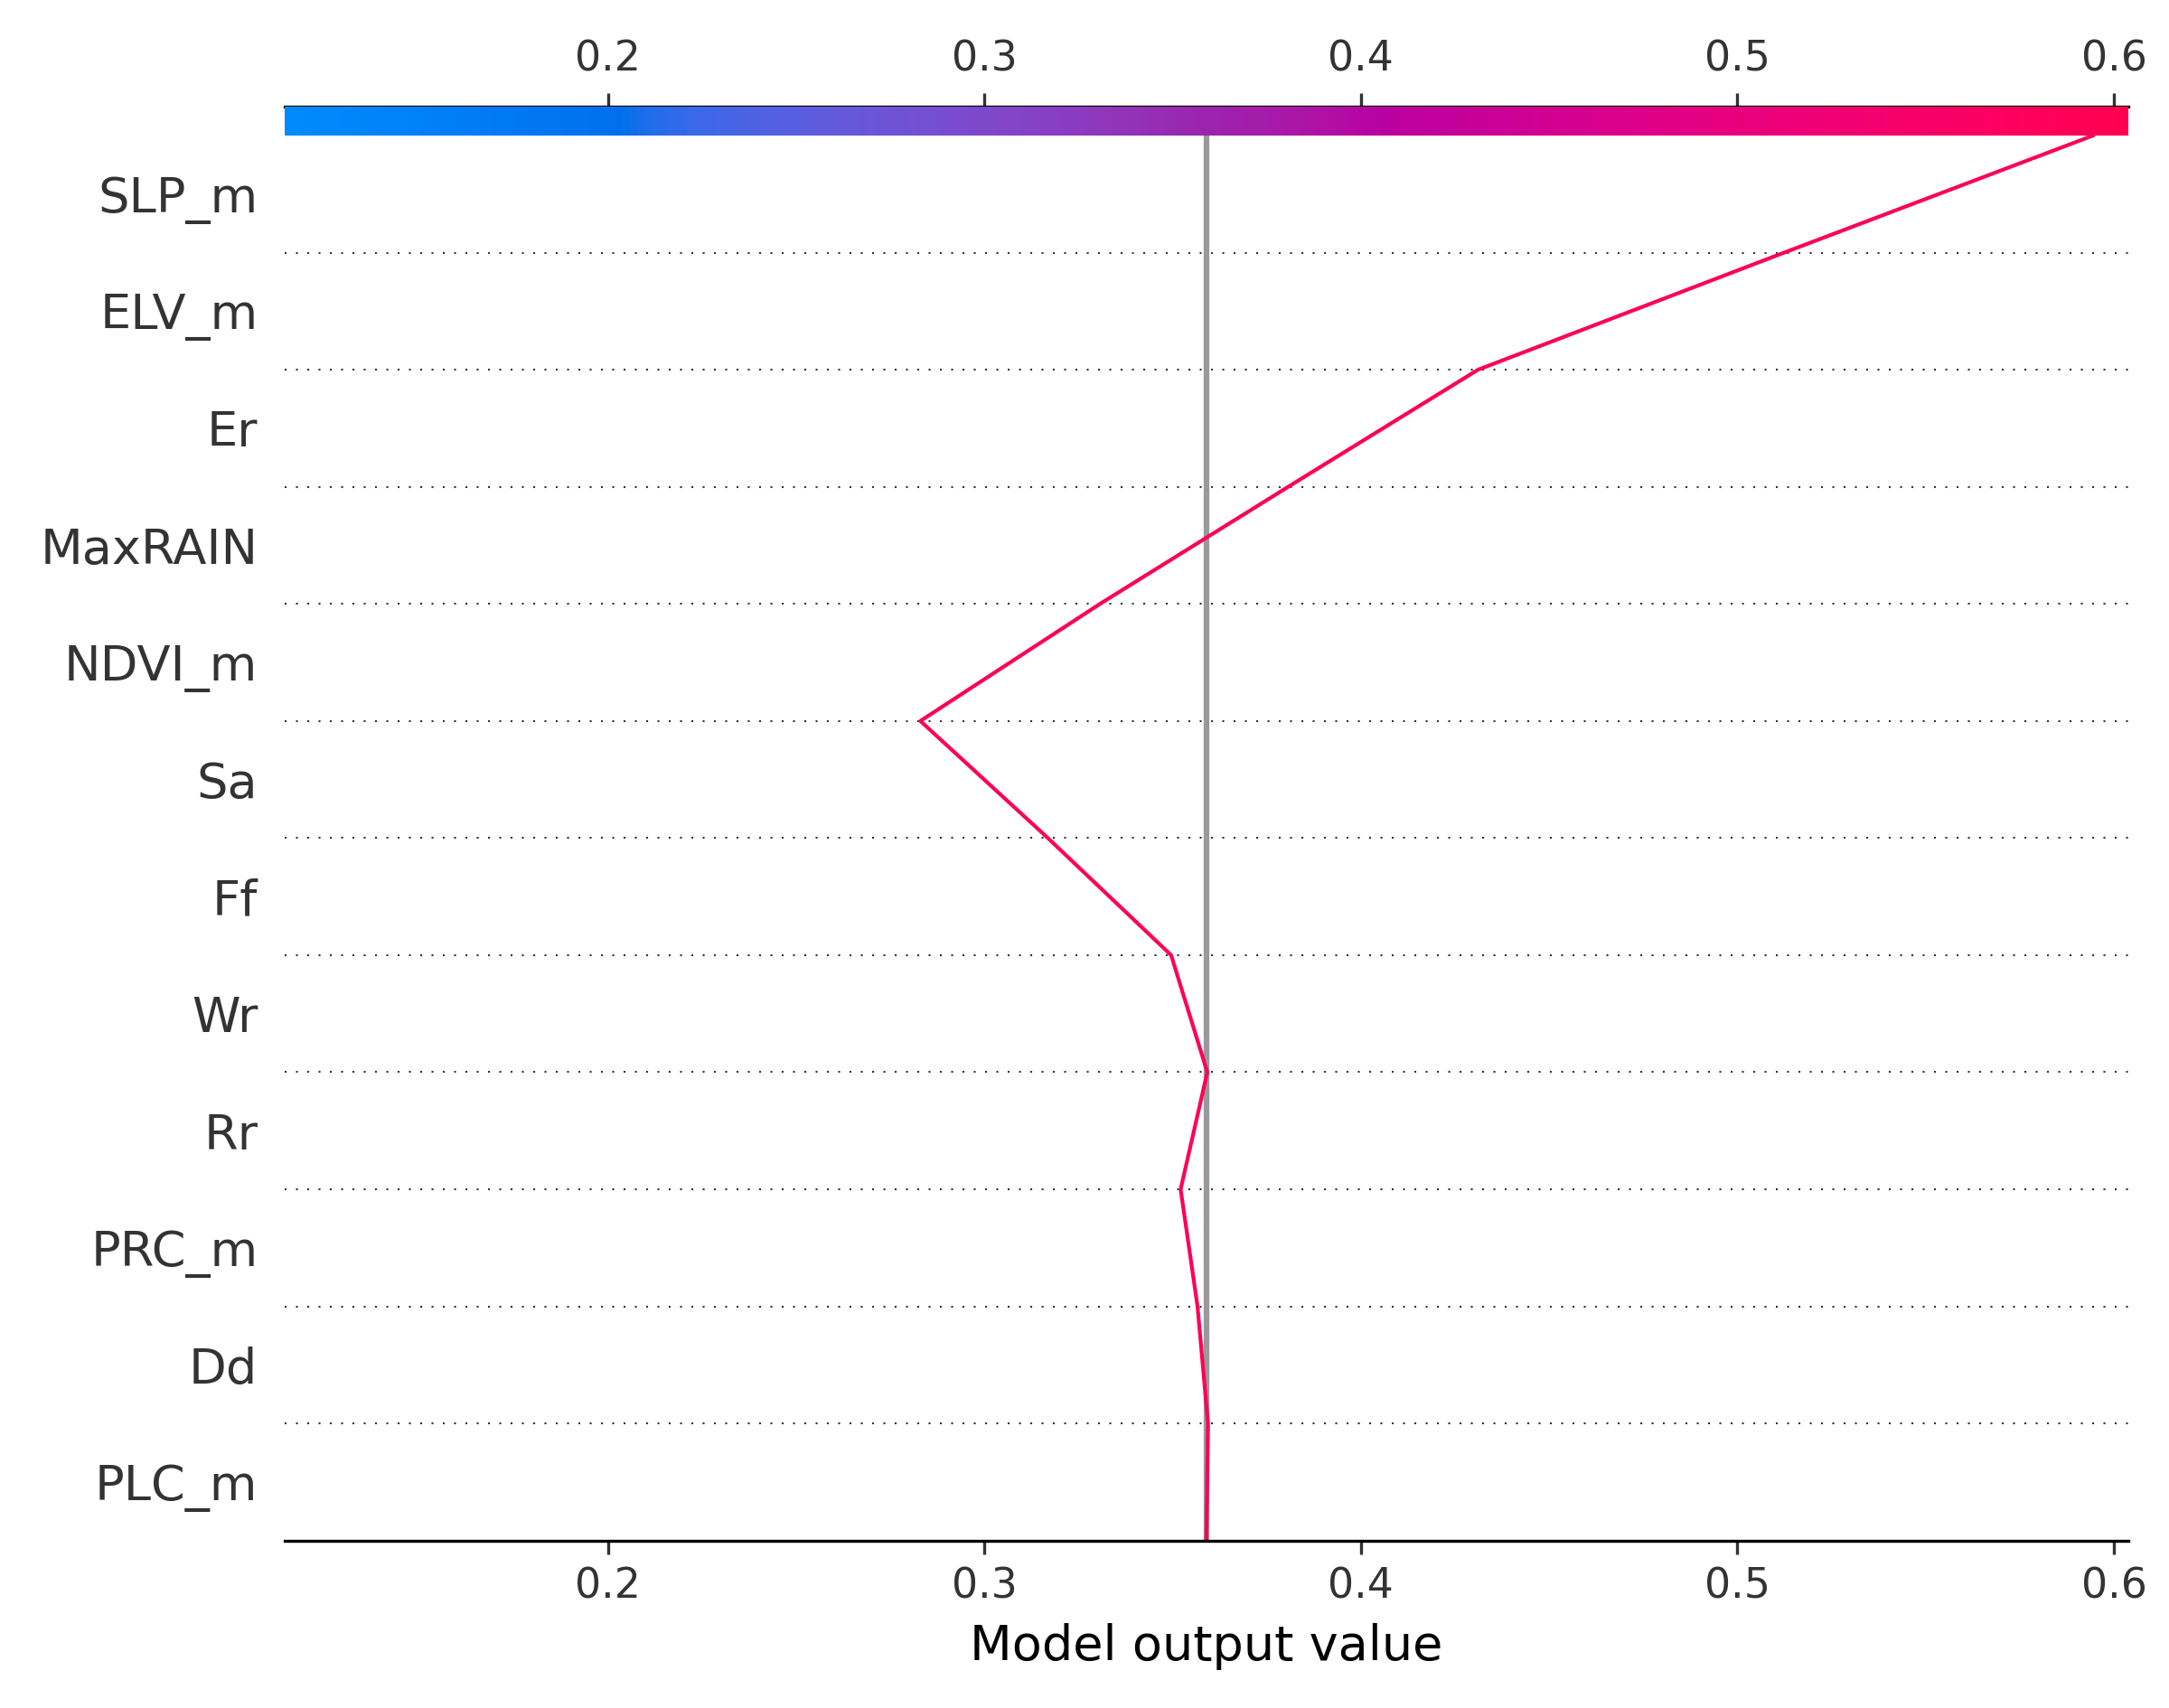 0.2 0.3 0.4 0.5 0.6
SLP_m
ELV_m
Er
MaxRAIN
NDVI_m
Sa
Ff
Wr
Rr
PRC_m
Dd
PLC_m
0.2 0.3 0.4 0.5 0.6
Model output value